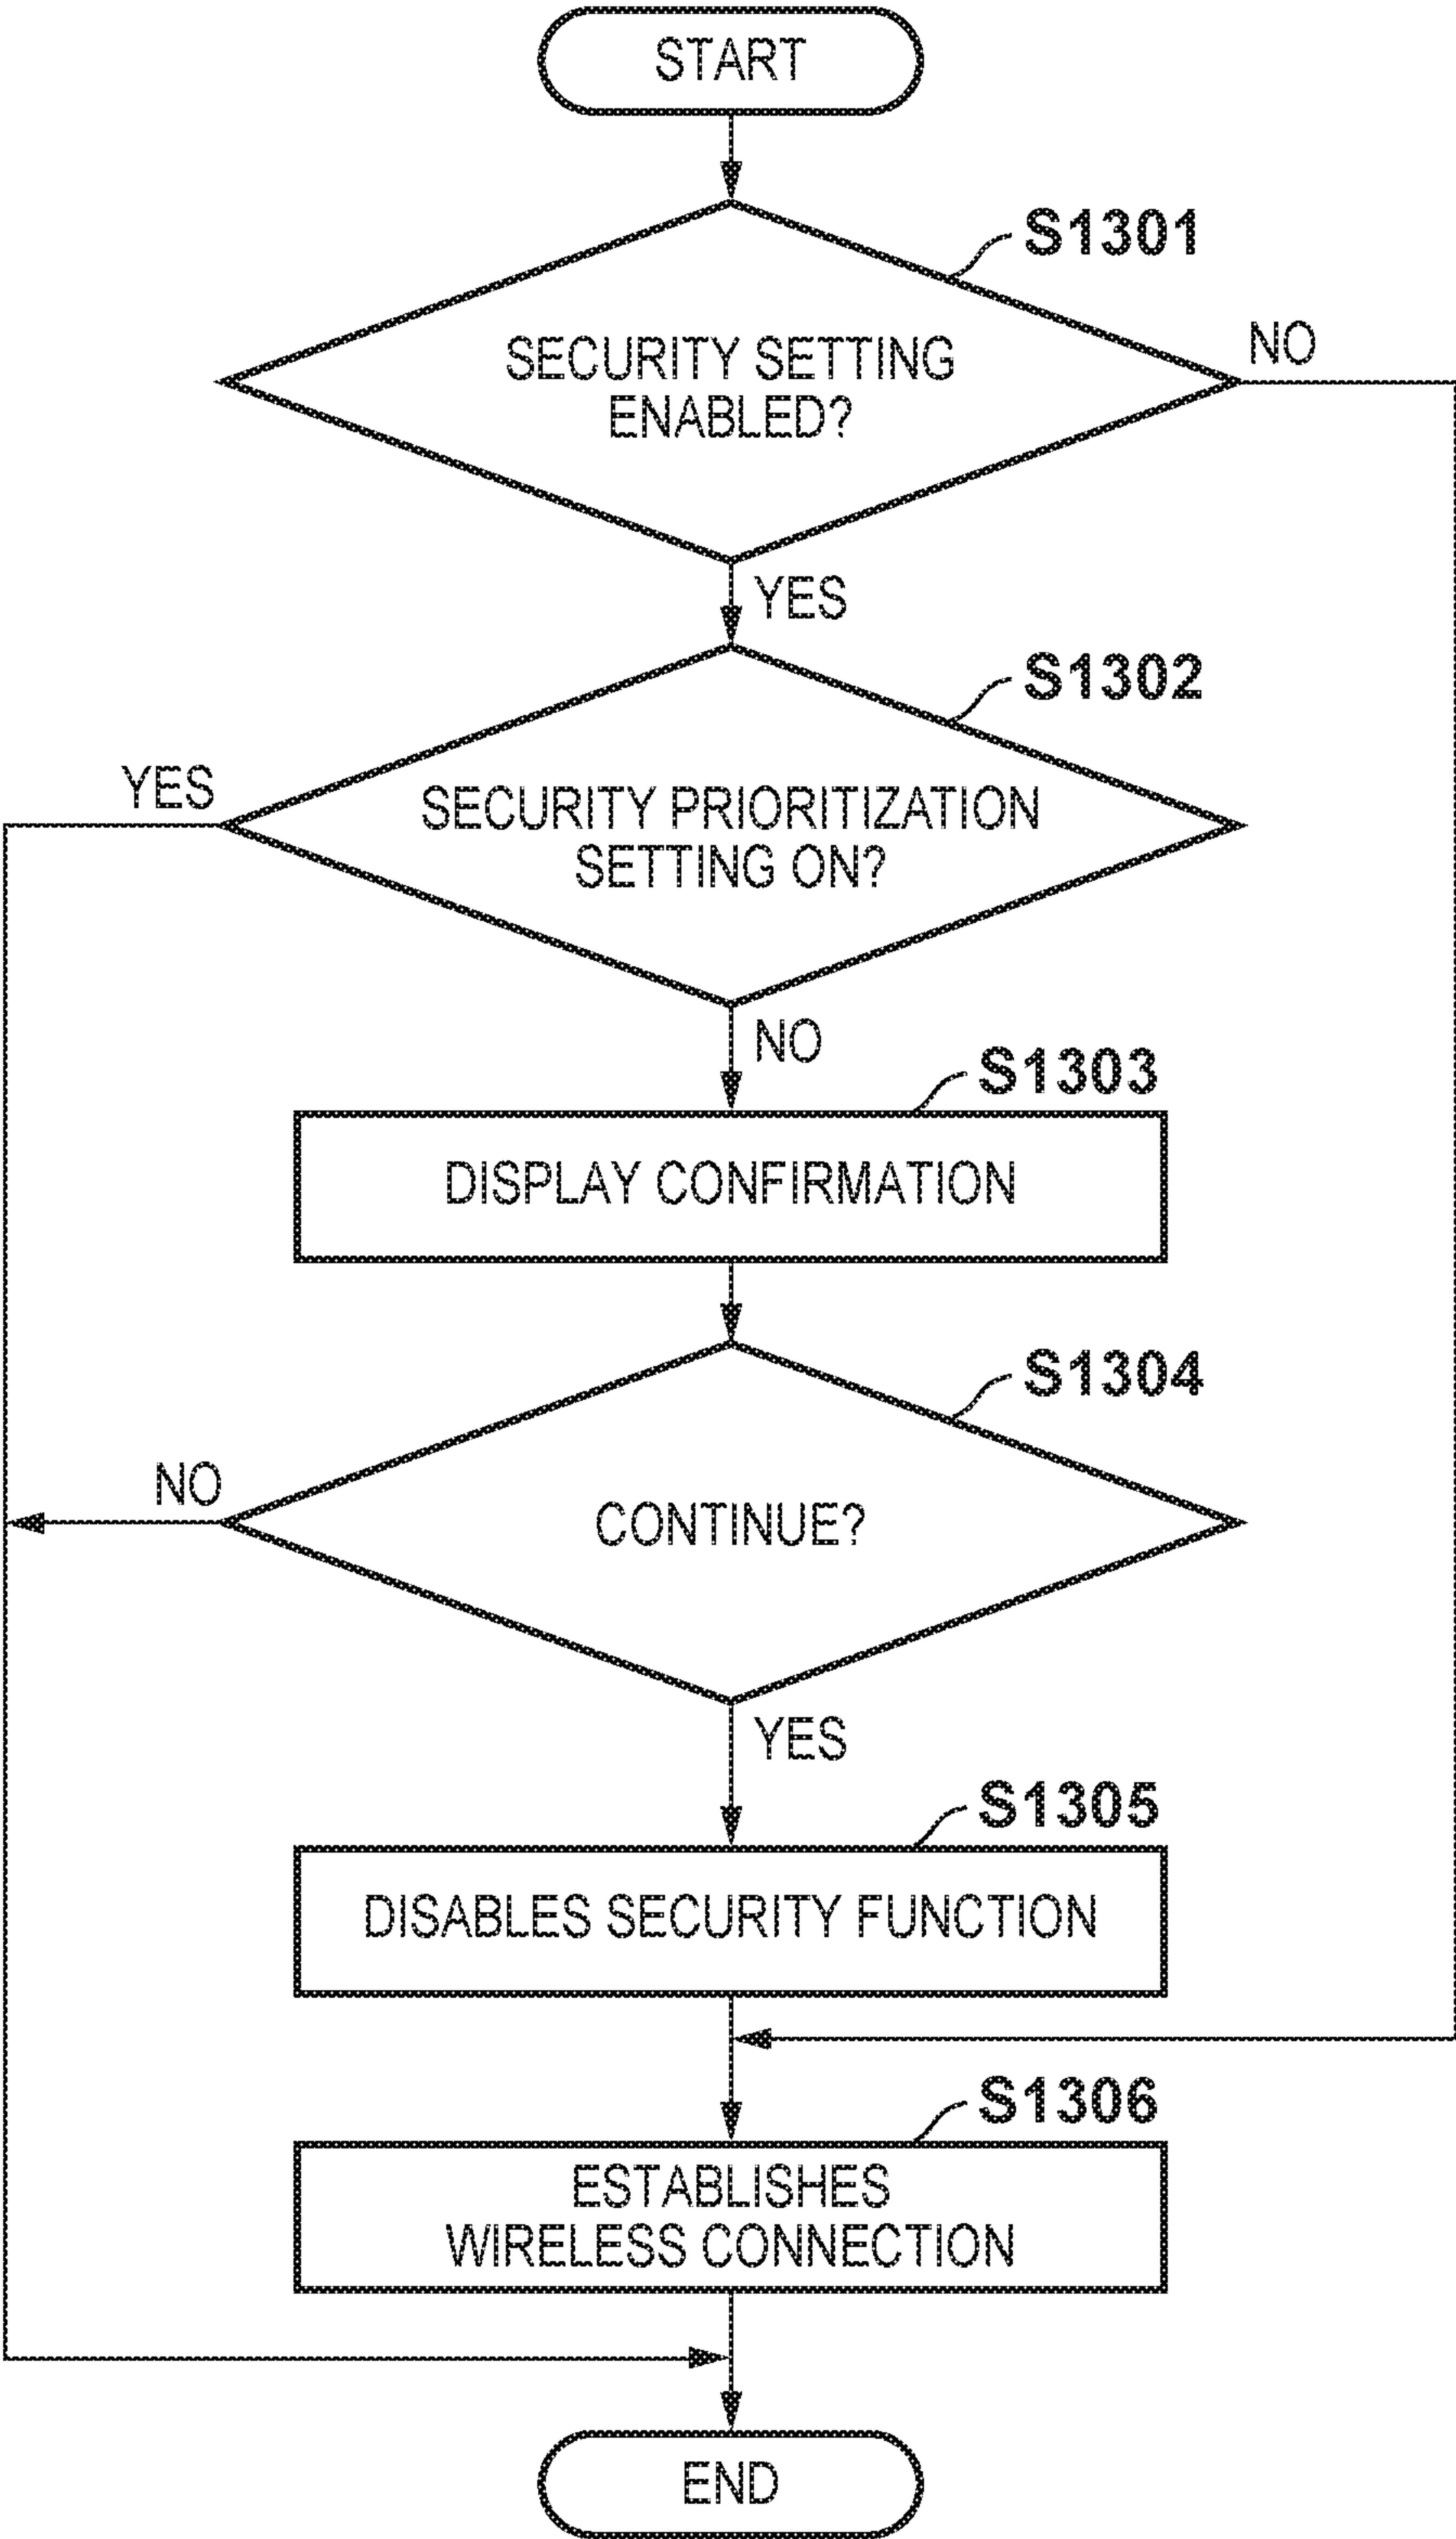 START
S1301
SECURITY SETTING
ENABLED?
NO
YES
S1302
YES
SECURITY PRIORITIZATION
SETTING ON?
NO
S1303
DISPLAY CONFIRMATION
S1304
NO
CONTINUE?
YES
S1305
DISABLES SECURITY FUNCTION
S1306
ESTABLISHES
WIRELESS CONNECTION
END